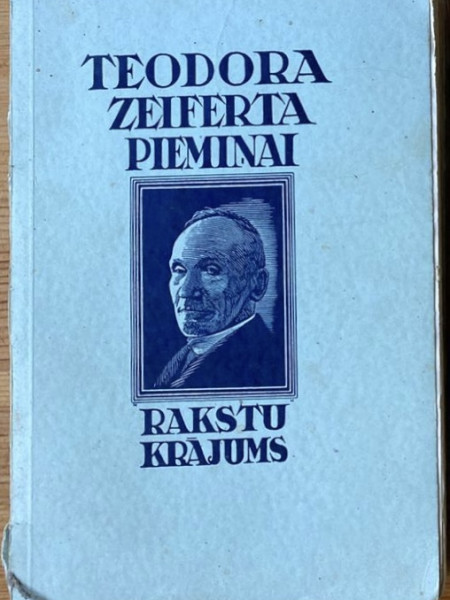 TEODORA
ZEIFERTA
PIEMIŅAI
RAKSTU
KRĀJUMS